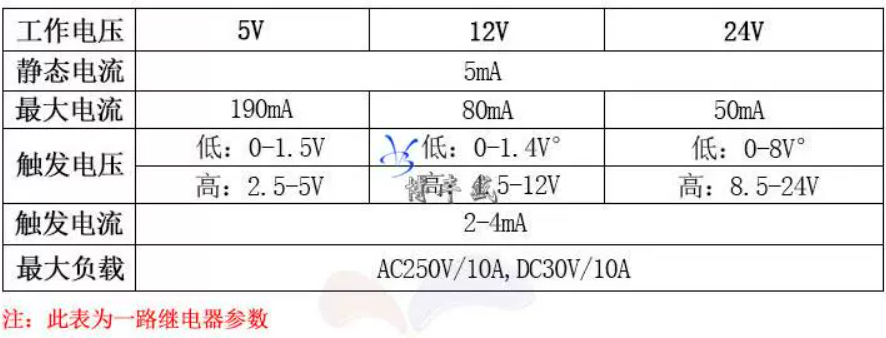 工作电压 5V 12V 24V
静态电流 5mA
最大电流 190mA 80mA 50mA
触发电压 低: 0-1.5V 低: 0-1.4V° 低: 0-8V°
高: 2.5-5V 高: 5-12V 高: 8.5-24V
触发电流 2-4mA
最大负载 AC250V/10A,DC30V/10A
注: 此表为一路继电器参数